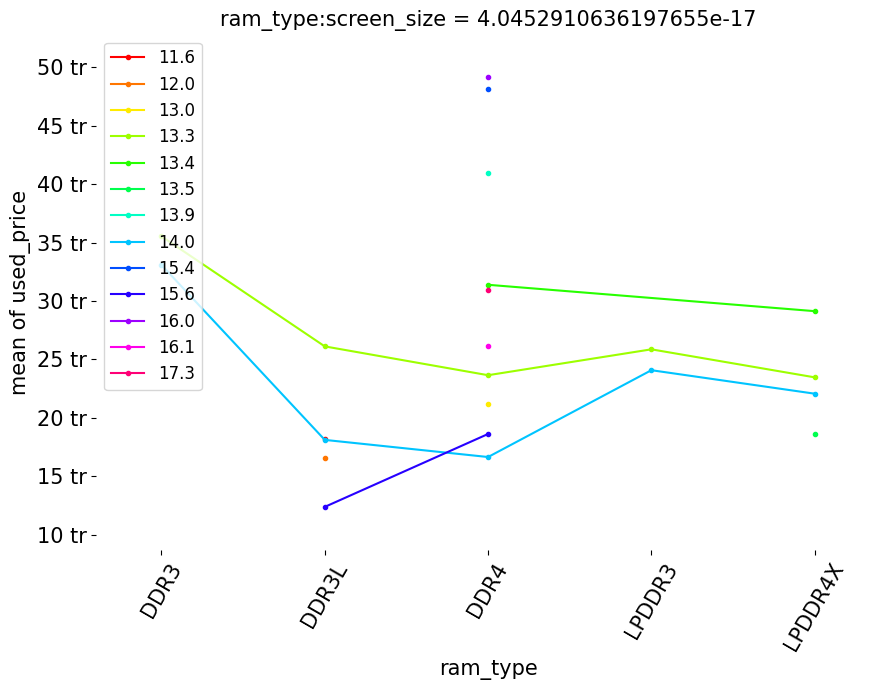 ram_type:screen_size = 4.0452910636197655e-17
50 tr
45 tr
40 tr
35 tr
30 tr
25 tr
20 tr
15 tr
10 tr
mean of used_price
11.6
12.0
13.0
13.3
13.4
13.5
13.9
14.0
15.4
15.6
16.0
16.1
17.3
DDR3
DDR3L
DDR4
LPDDR3
LPDDR4X
ram_type